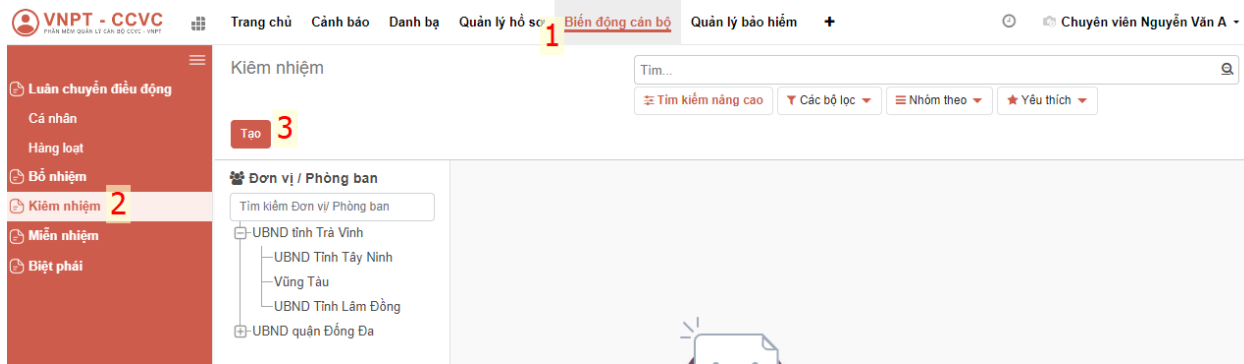 VNPT - CCVC
PHẦN MỀM QUẢN LÝ CÁN BỘ CCVC - VNPT
Trang chủ Cảnh báo Danh bạ Quản lý hồ sơ 1 Biến động cán bộ Quản lý bảo hiểm + Chuyên viên Nguyễn Văn A
Kiêm nhiệm
Tìm...
Luân chuyển điều động
Tìm kiếm nâng cao Các bộ lọc Nhóm theo Yêu thích
Cá nhân
Tạo 3
Hàng loạt
Bổ nhiệm
Đơn vị / Phòng ban
Kiêm nhiệm 2
Tìm kiếm Đơn vị/ Phòng ban
Miễn nhiệm
UBND tỉnh Trà Vinh
UBND Tỉnh Tây Ninh
Biệt phái
Vũng Tàu
UBND Tỉnh Lâm Đồng
UBND quận Đống Đa